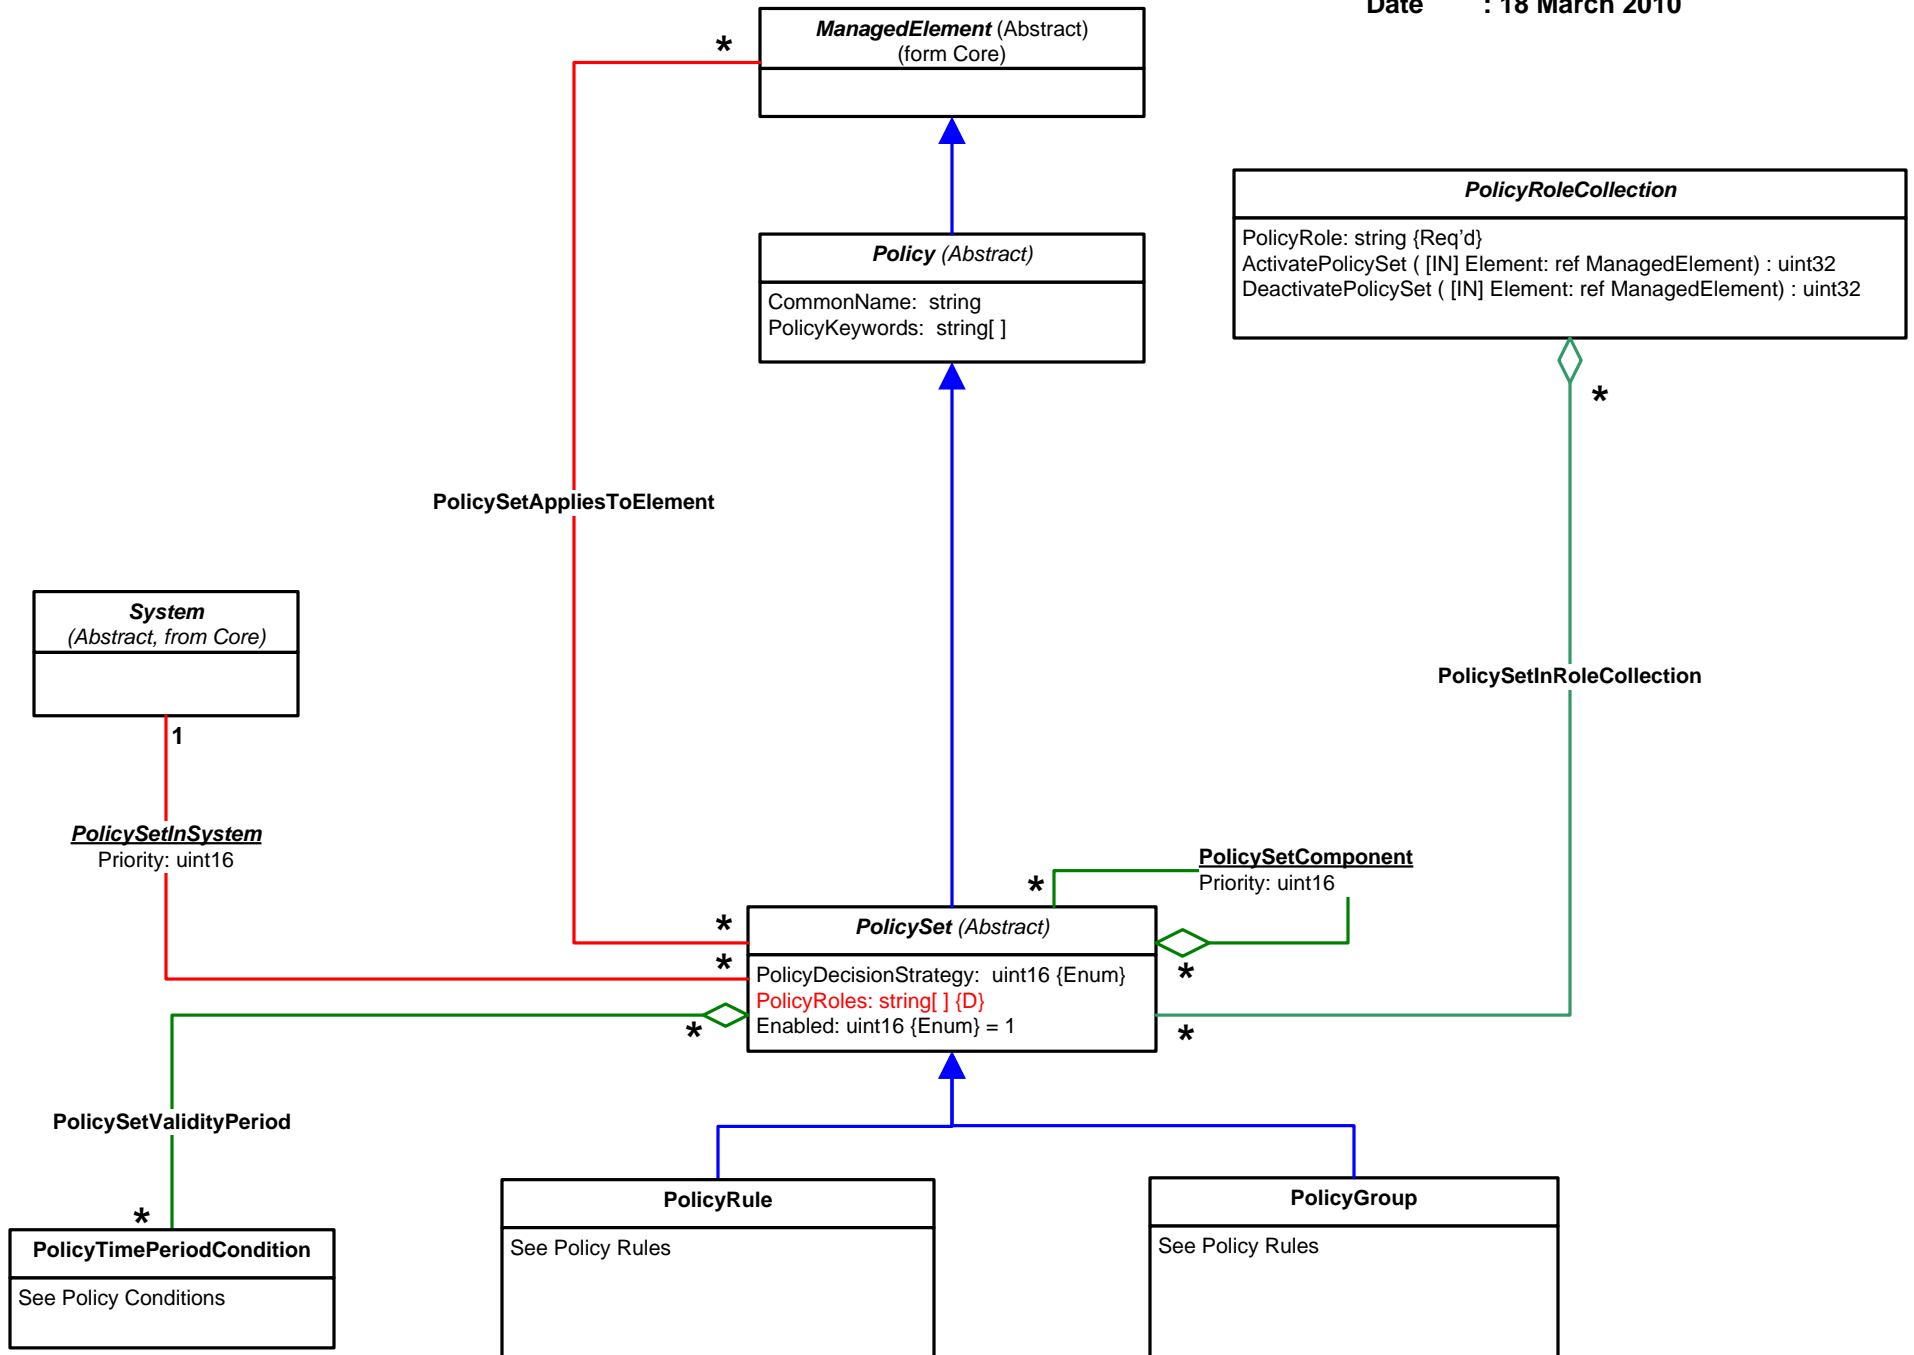 Date : 18 March 2010
ManagedElement (Abstract)
(form Core)
*
PolicyRoleCollection
PolicyRole: string {Req'd}
ActivatePolicySet ( [IN] Element: ref ManagedElement) : uint32
DeactivatePolicySet ( [IN] Element: ref ManagedElement) : uint32
*
Policy (Abstract)
CommonName: string
PolicyKeywords: string[ ]
PolicySetAppliesToElement
System
(Abstract, from Core)
1
PolicySetInRoleCollection
PolicySetInSystem
Priority: uint16
PolicySetComponent
Priority: uint16
*
*
*
PolicySet (Abstract)
PolicyDecisionStrategy: uint16 {Enum}
PolicyRoles: string[ ] {D}
Enabled: uint16 {Enum} = 1
*
*
*
PolicySetValidityPeriod
*
PolicyTimePeriodCondition
See Policy Conditions
PolicyRule
See Policy Rules
PolicyGroup
See Policy Rules